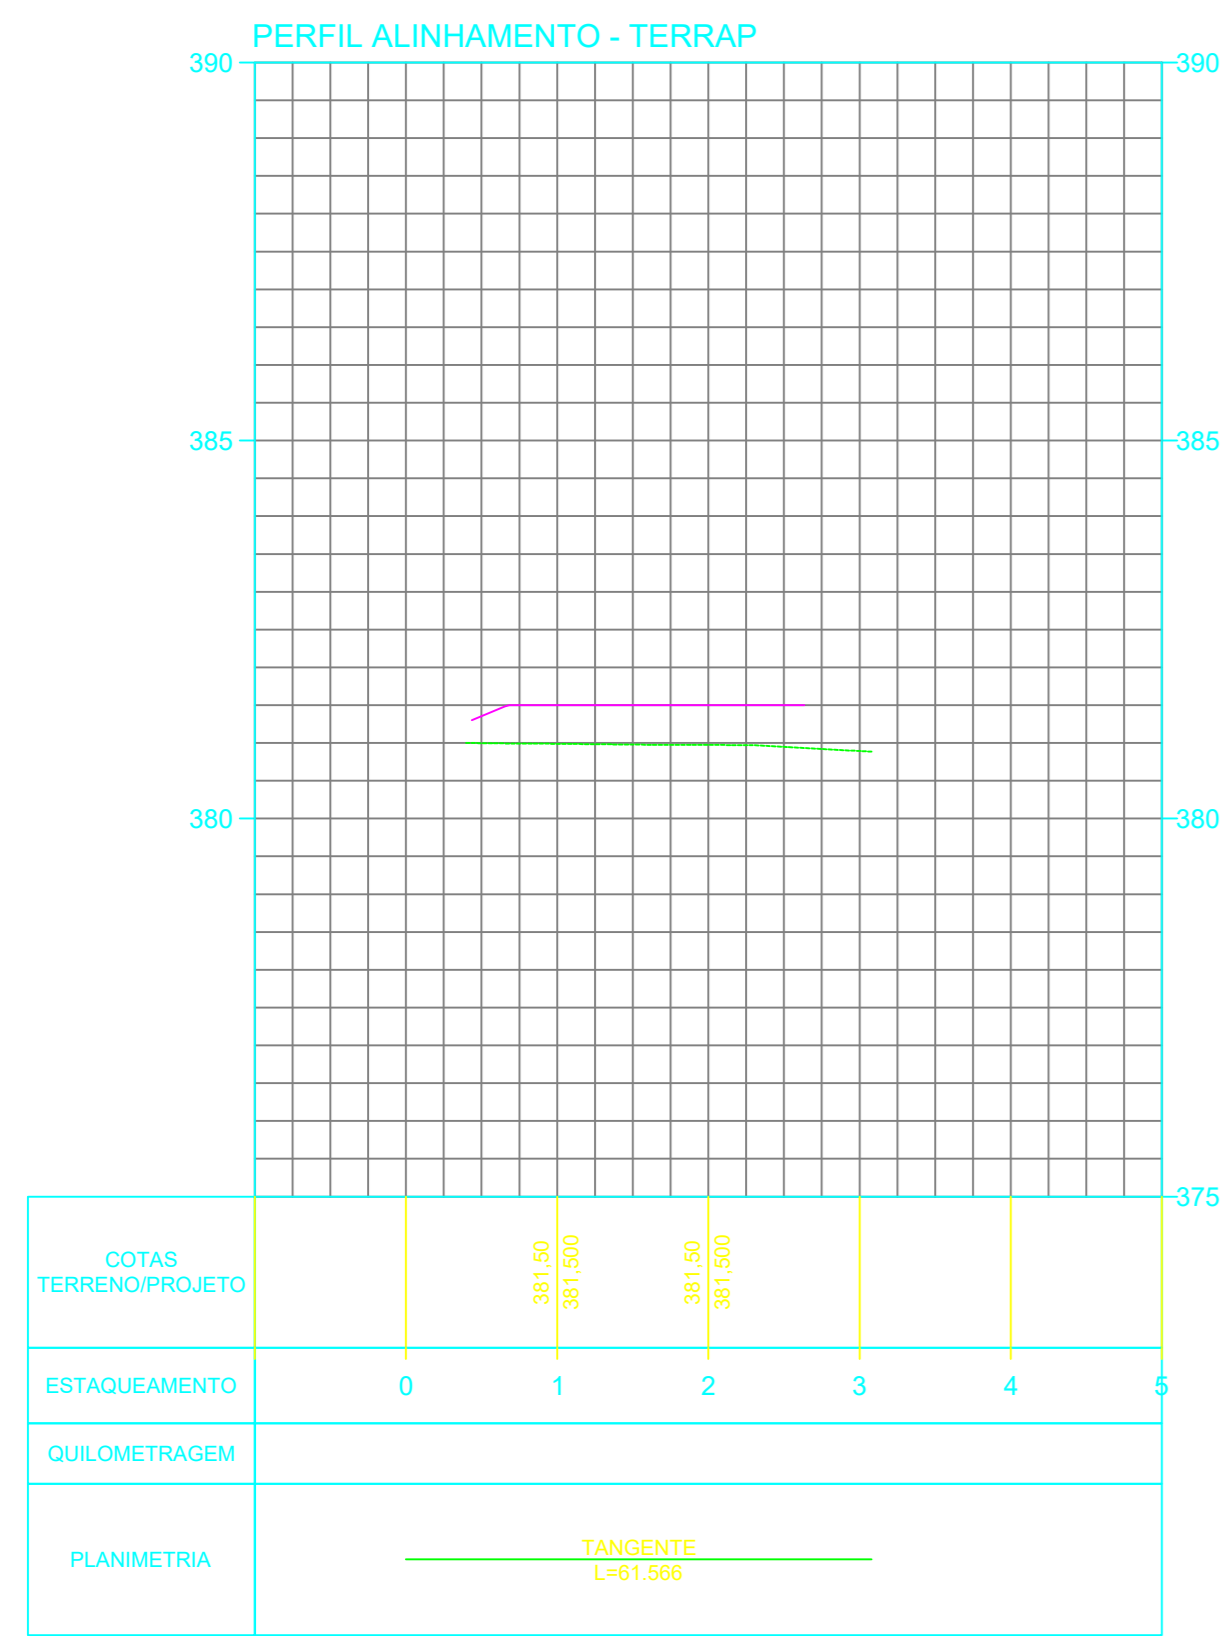 PERFIL ALINHAMENTO - TERRAP
390
390
385
385
380
380
375
COTAS
TERRENO/PROJETO
381,50
381,500
381,50
381,500
ESTAQUEAMENTO
0
1
2
3
4
5
QUILOMETRAGEM
PLANIMETRIA
TANGENTE
L=61.566